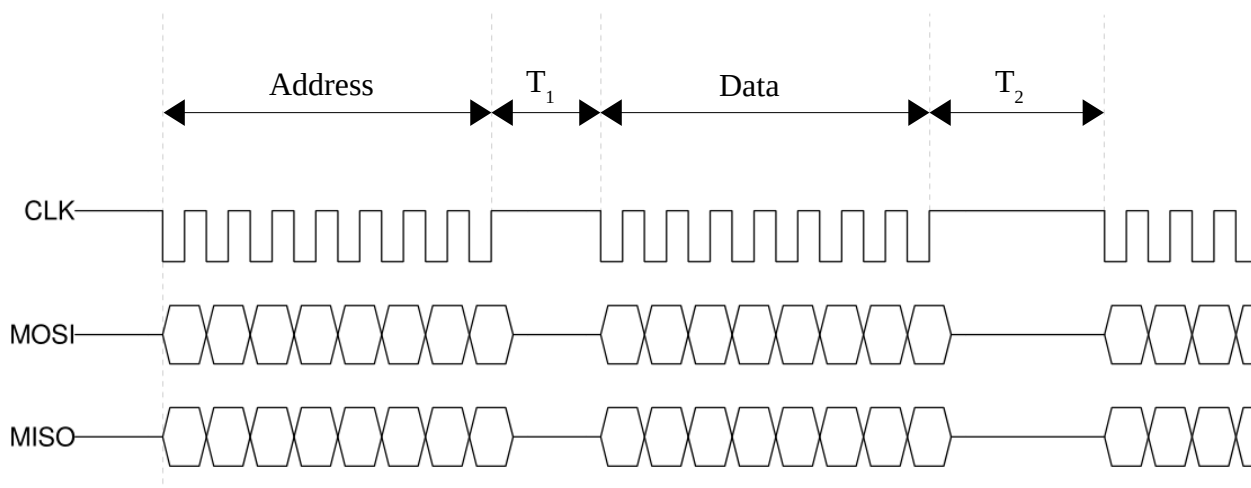 Address
T1
Data
T2
CLK
MOSI
MISO